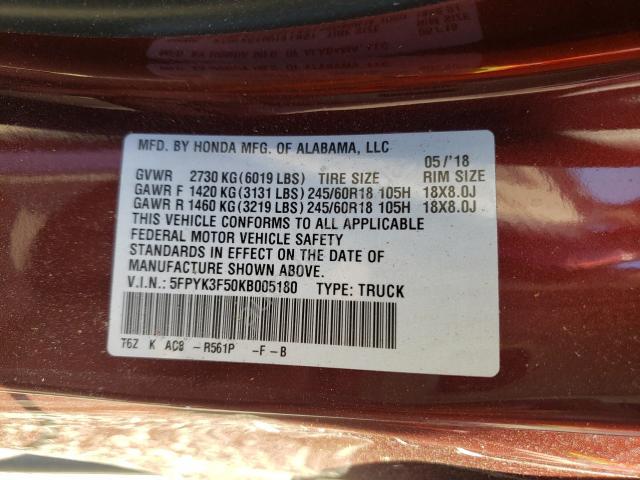 MFD. BY HONDA MFG. OF ALABAMA, LLC 05/'18
GVWR 2730 KG(6019 LBS) TIRE SIZE RIM SIZE
GAWR F 1420 KG(3131 LBS) 245/60R18 105H 18X8.0J
GAWR R 1460 KG(3219 LBS) 245/60R18 105H 18X8.0J
THIS VEHICLE CONFORMS TO ALL APPLICABLE
FEDERAL MOTOR VEHICLE SAFETY
STANDARDS IN EFFECT ON THE DATE OF
MANUFACTURE SHOWN ABOVE.
V.I.N.: 5FPYK3F50KB005180 TYPE: TRUCK
T6Z K AC8 -R561P -F-B